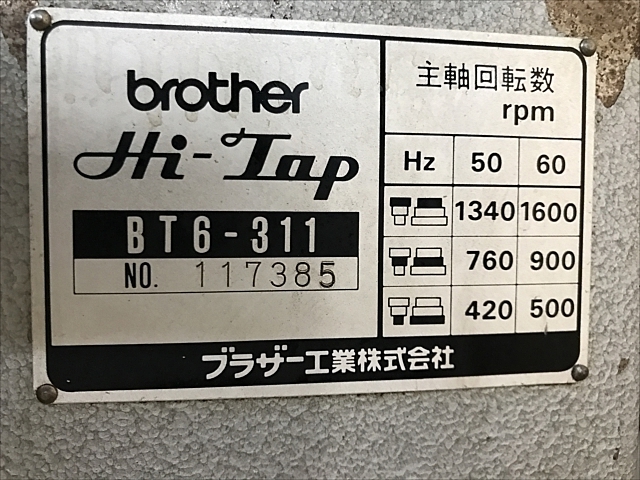 brother
Hi-Tap
BT6-311
NO. 117385
主軸回転数
rpm
Hz 50 60
1340 1600
760 900
420 500
ブラザー工業株式会社